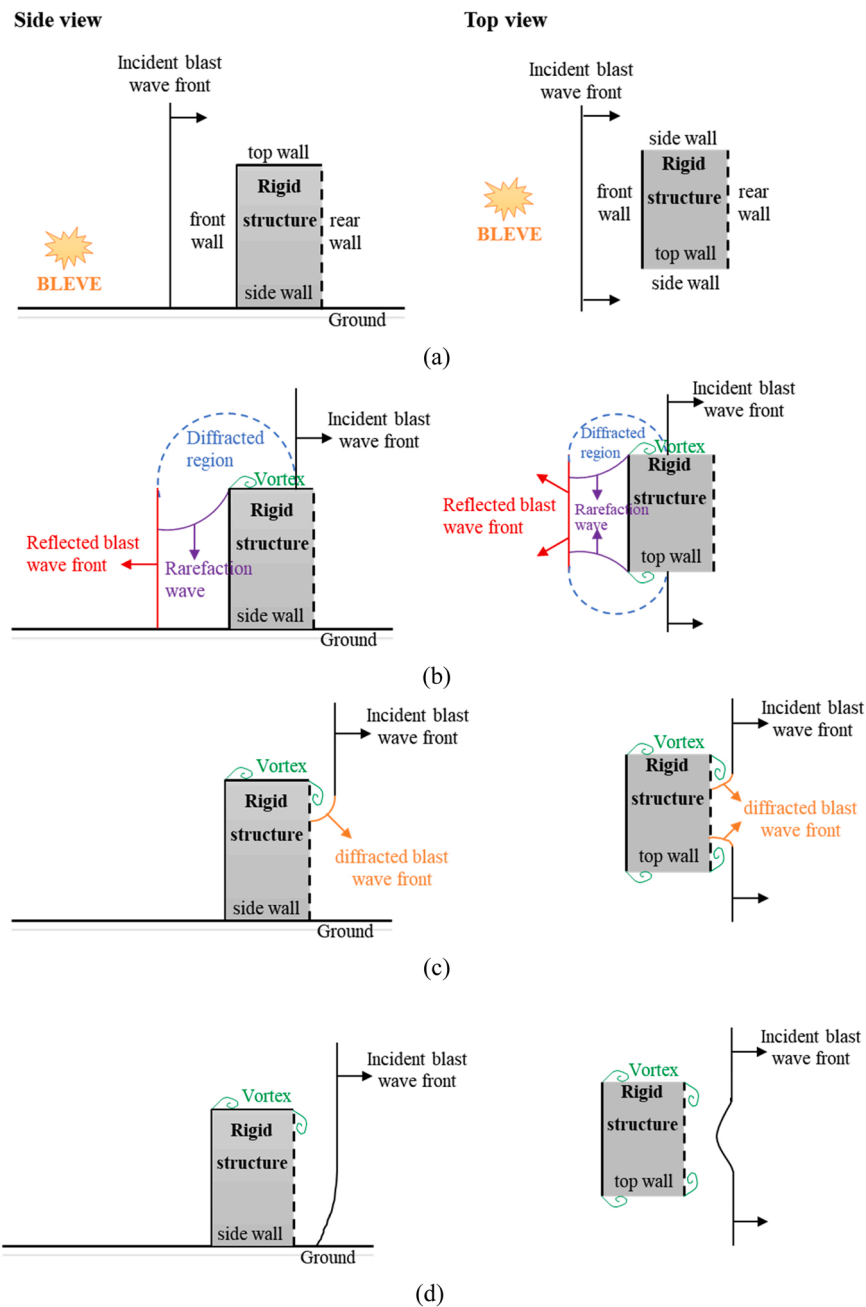 Side view
Top view
Incident blast
wave front
top wall
Rigid
structure
front
wall
rear
wall
BLEVE
side wall
Ground
Incident blast
wave front
side wall
Rigid
structure
front
wall
rear
wall
BLEVE
top wall
side wall
(a)
Incident blast
wave front
Diffracted
region
Vortex
Rigid
structure
Reflected blast
wave front
Rarefaction
wave
side wall
Ground
Incident blast
wave front
Diffracted
region
Vortex
Rigid
structure
Reflected blast
wave front
Rarefaction
wave
top wall
(b)
Incident blast
wave front
Vortex
Rigid
structure
diffracted blast
wave front
side wall
Ground
Incident blast
wave front
Vortex
Rigid
structure
diffracted blast
wave front
top wall
(c)
Incident blast
wave front
Vortex
Rigid
structure
side wall
Ground
Incident blast
wave front
Vortex
Rigid
structure
top wall
(d)